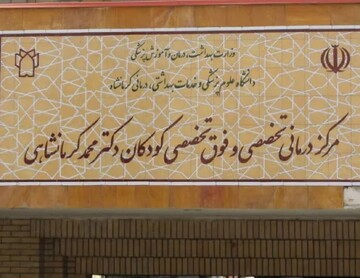 وزارت بهداشت، درمان و آموزش پزشکی
دانشگاه علوم پزشکی و خدمات بهداشتی، درمانی کرمانشاه
مرکز درمانی تخصصی و فوق تخصصی کودکان دکتر محمد کرمانشاهی